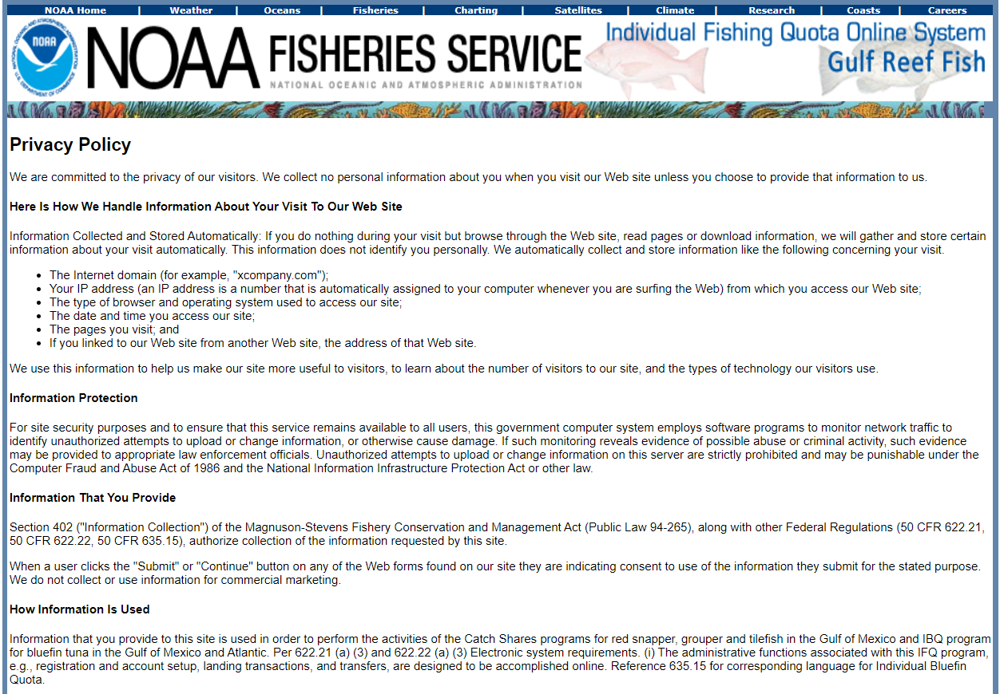 NOAA Home | Weather | Oceans | Fisheries | Charting | Satellites | Climate | Research | Coasts | Careers
NOAA
NATIONAL OCEANIC AND ATMOSPHERIC ADMINISTRATION
U.S. DEPARTMENT OF COMMERCE
NOAA FISHERIES SERVICE
NATIONAL OCEANIC AND ATMOSPHERIC ADMINISTRATION
Individual Fishing Quota Online System
Gulf Reef Fish
Privacy Policy
We are committed to the privacy of our visitors. We collect no personal information about you when you visit our Web site unless you choose to provide that information to us.
Here Is How We Handle Information About Your Visit To Our Web Site
Information Collected and Stored Automatically: If you do nothing during your visit but browse through the Web site, read pages or download information, we will gather and store certain
information about your visit automatically. This information does not identify you personally. We automatically collect and store information like the following concerning your visit.
• The Internet domain (for example, "xcompany.com");
• Your IP address (an IP address is a number that is automatically assigned to your computer whenever you are surfing the Web) from which you access our Web site;
• The type of browser and operating system used to access our site;
• The date and time you access our site;
• The pages you visit; and
• If you linked to our Web site from another Web site, the address of that Web site.
We use this information to help us make our site more useful to visitors, to learn about the number of visitors to our site, and the types of technology our visitors use.
Information Protection
For site security purposes and to ensure that this service remains available to all users, this government computer system employs software programs to monitor network traffic to
identify unauthorized attempts to upload or change information, or otherwise cause damage. If such monitoring reveals evidence of possible abuse or criminal activity, such evidence
may be provided to appropriate law enforcement officials. Unauthorized attempts to upload or change information on this server are strictly prohibited and may be punishable under the
Computer Fraud and Abuse Act of 1986 and the National Information Infrastructure Protection Act or other law.
Information That You Provide
Section 402 ("Information Collection") of the Magnuson-Stevens Fishery Conservation and Management Act (Public Law 94-265), along with other Federal Regulations (50 CFR 622.21,
50 CFR 622.22, 50 CFR 635.15), authorize collection of the information requested by this site.
When a user clicks the "Submit" or "Continue" button on any of the Web forms found on our site they are indicating consent to use of the information they submit for the stated purpose.
We do not collect or use information for commercial marketing.
How Information Is Used
Information that you provide to this site is used in order to perform the activities of the Catch Shares programs for red snapper, grouper and tilefish in the Gulf of Mexico and IBQ program
for bluefin tuna in the Gulf of Mexico and Atlantic. Per 622.21 (a) (3) and 622.22 (a) (3) Electronic system requirements. (i) The administrative functions associated with this IFQ program,
e.g., registration and account setup, landing transactions, and transfers, are designed to be accomplished online. Reference 635.15 for corresponding language for Individual Bluefin
Quota.